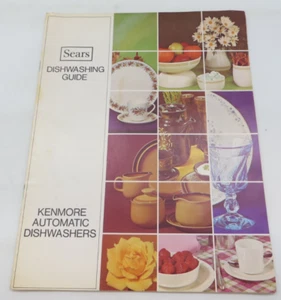 Sears
DISHWASHING
GUIDE
KENMORE
AUTOMATIC
DISHWASHERS